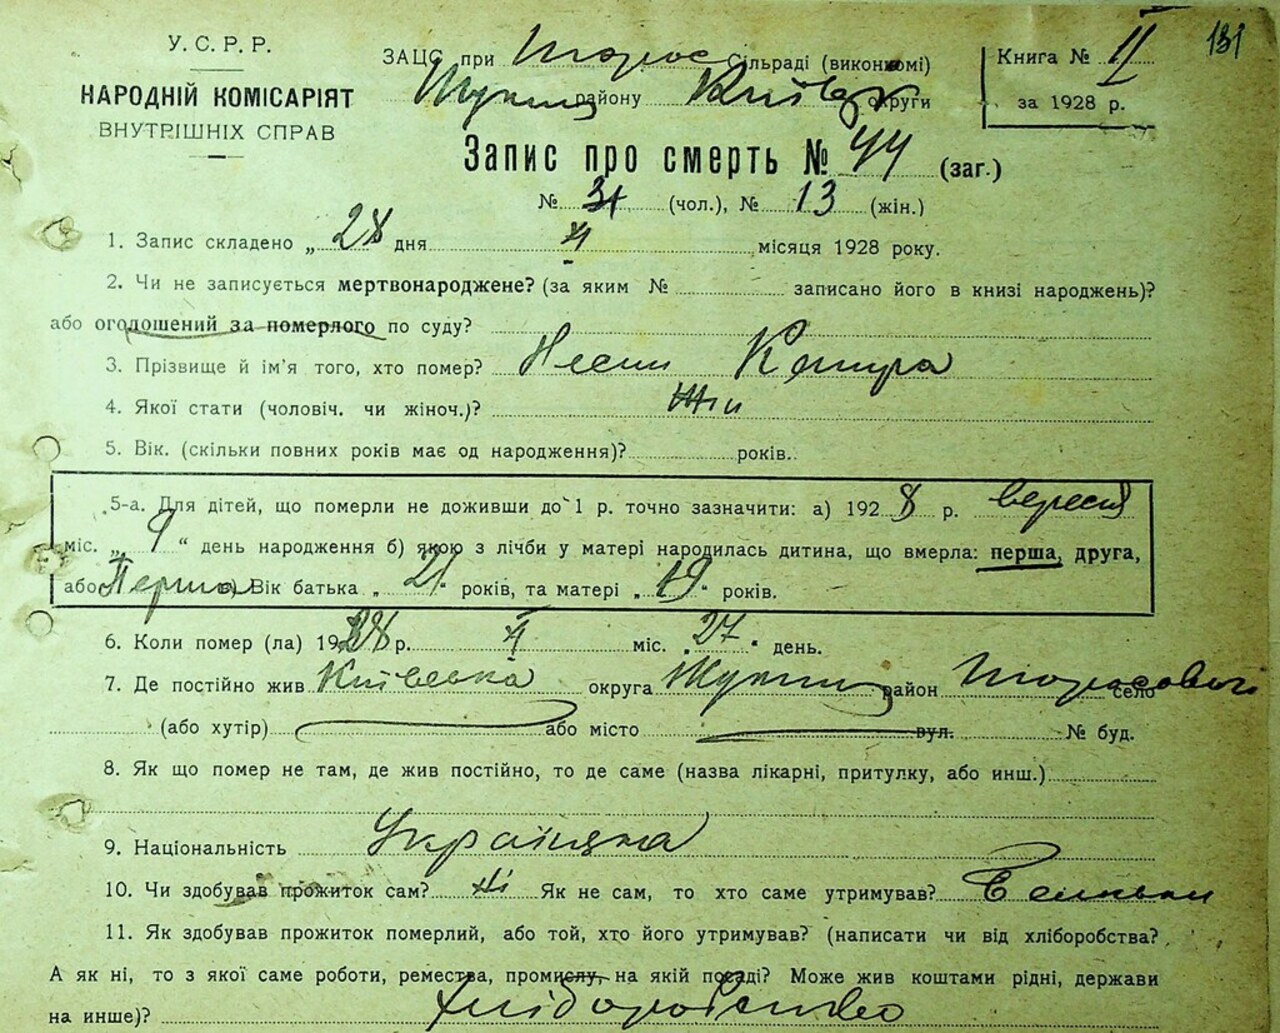 131
У. С. Р. Р.
НАРОДНІЙ КОМІСАРІЯТ
ВНУТРІШНІХ СПРАВ
ЗАЦС при Сільраді (виконкомі)
району Київськ округи
Книга № II
за 1928 р.
Запис про смерть № 44 (заг.)
№ 31 (чол.), № 13 (жін.)
1. Запис складено „ 28 дня XI місяця 1928 року.
2. Чи не записується мертвонароджене? (за яким № записано його в книзі народжень)?
або оголошений за померлого по суду?
3. Прізвище й ім'я того, хто помер?
4. Якої стати (чоловіч. чи жіноч.)? Жін
5. Вік. (скільки повних років має од народження)? років.
5-а. Для дітей, що померли не доживши до 1 р. точно зазначити: а) 1928 р. вересня
міс. „ 9 “ день народження б) якою з лічби у матері народилась дитина, що вмерла: перша, друга,
або Перша Вік батька „ 21 “ років, та матері „ 19 “ років.
6. Коли помер (ла) 1928 р. XI міс. „ 27 “ день.
7. Де постійно жив Київська округа район село
(або хутір) або місто вул. № буд.
8. Як що помер не там, де жив постійно, то де саме (назва лікарні, притулку, або инш.)
9. Національність Українка
10. Чи здобував прожиток сам? Ні Як не сам, то хто саме утримував? Батьки
11. Як здобував прожиток померлий, або той, хто його утримував? (написати чи від хліборобства?
А як ні, то з якої саме роботи, ремества, промислу, на якій посаді? Може жив коштами рідні, держави
на инше)? Хліборобство